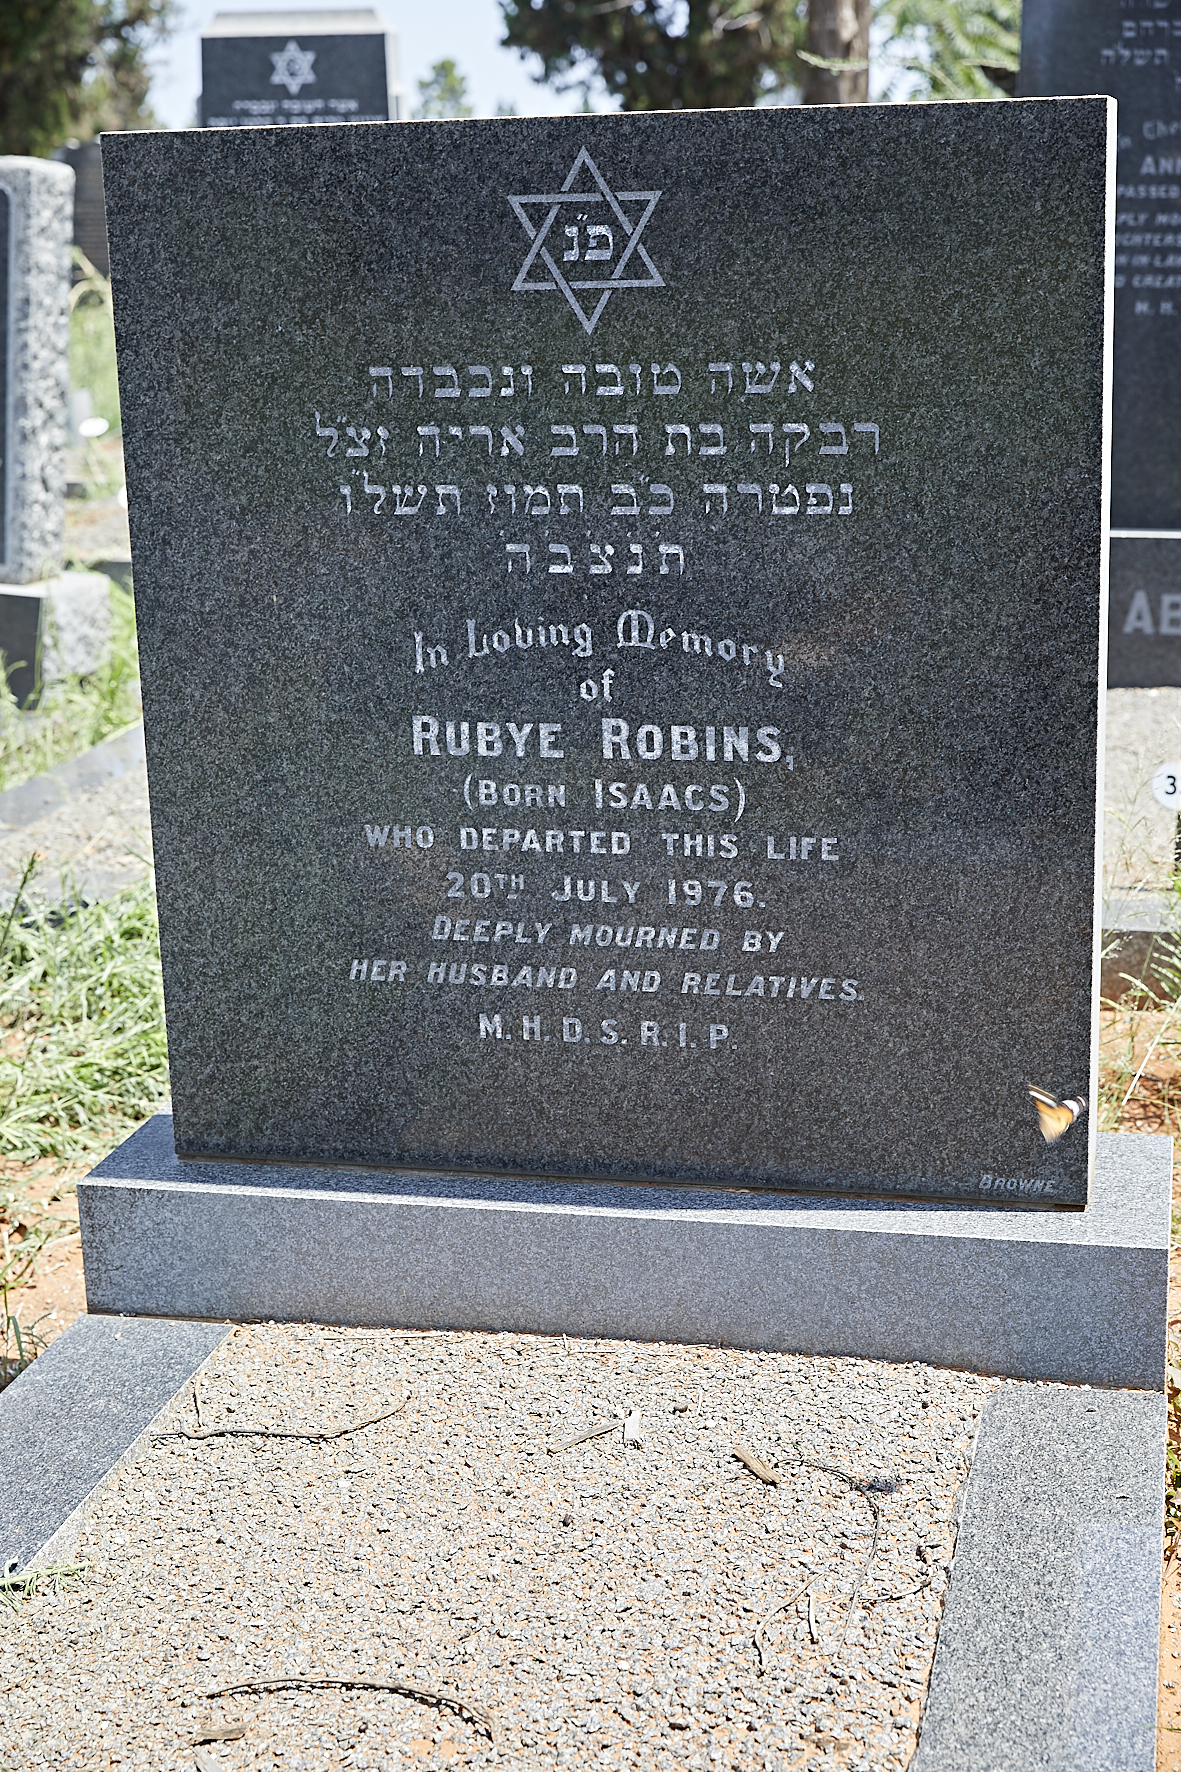 פ"נ
אשה טובה ונכבדה
רבקה בת הרב אריה זצ"ל
נפטרה כ"ב תמוז תשל"ו
ת'נ'צ'ב'ה'
In Loving Memory
of
RUBYE ROBINS,
(BORN ISAACS)
WHO DEPARTED THIS LIFE
20TH JULY 1976.
DEEPLY MOURNED BY
HER HUSBAND AND RELATIVES.
M.H.D.S.R.I.P.
BROWNE